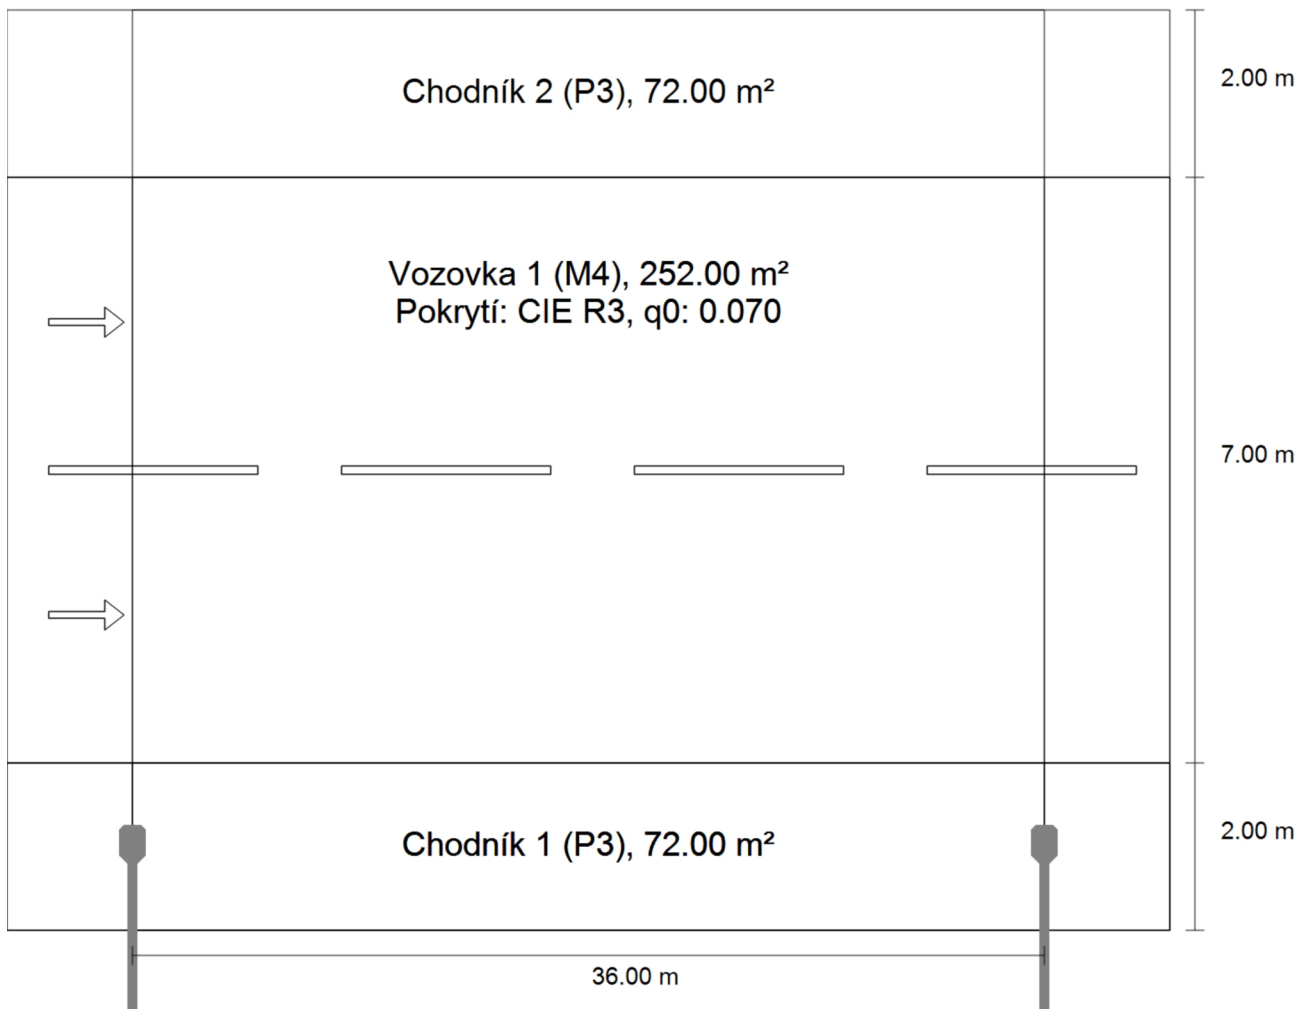 Chodník 2 (P3), 72.00 m²
2.00 m
Vozovka 1 (M4), 252.00 m²
Pokrytí: CIE R3, q0: 0.070
7.00 m
Chodník 1 (P3), 72.00 m²
2.00 m
36.00 m